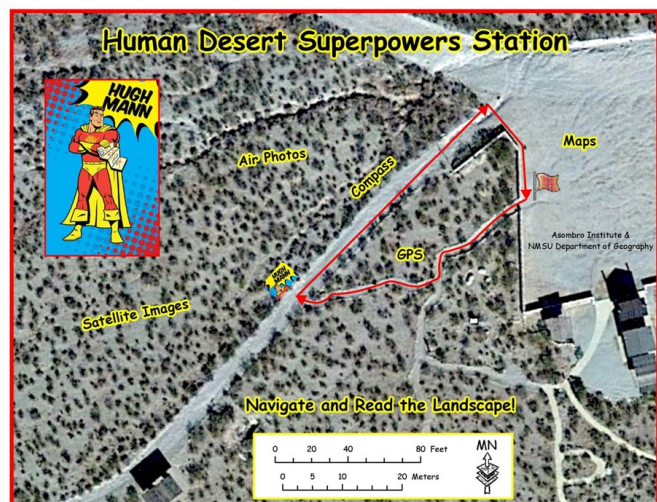 Human Desert Superpowers Station
HUGH
MANN
Air Photos
Compass
Maps
Asombro Institute &
NMSU Department of Geography
GPS
HUGH
MANN
Satellite Images
Navigate and Read the Landscape!
0 20 40 80 Feet
0 5 10 20 Meters
MN